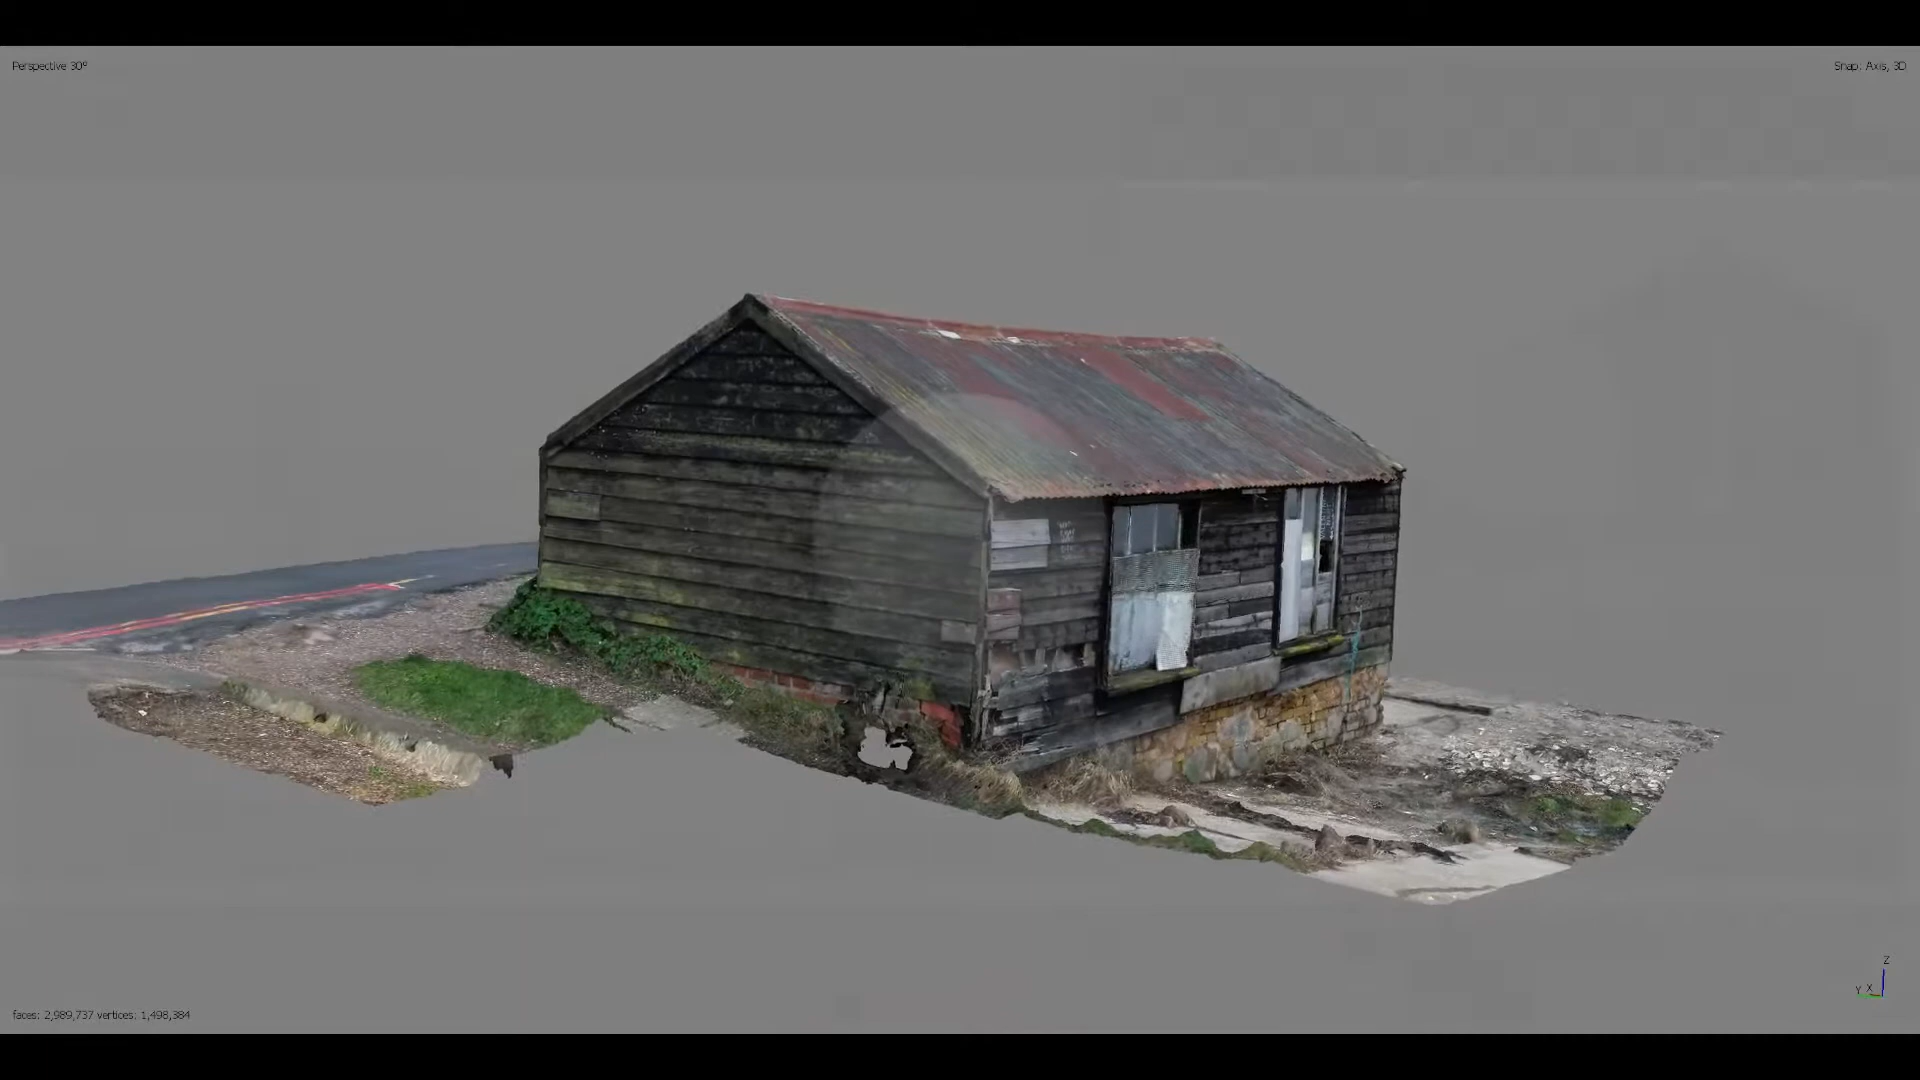 Perspective 30°
Snap: Axis, 3D
Z
Y X
faces: 2,989,737 vertices: 1,498,384